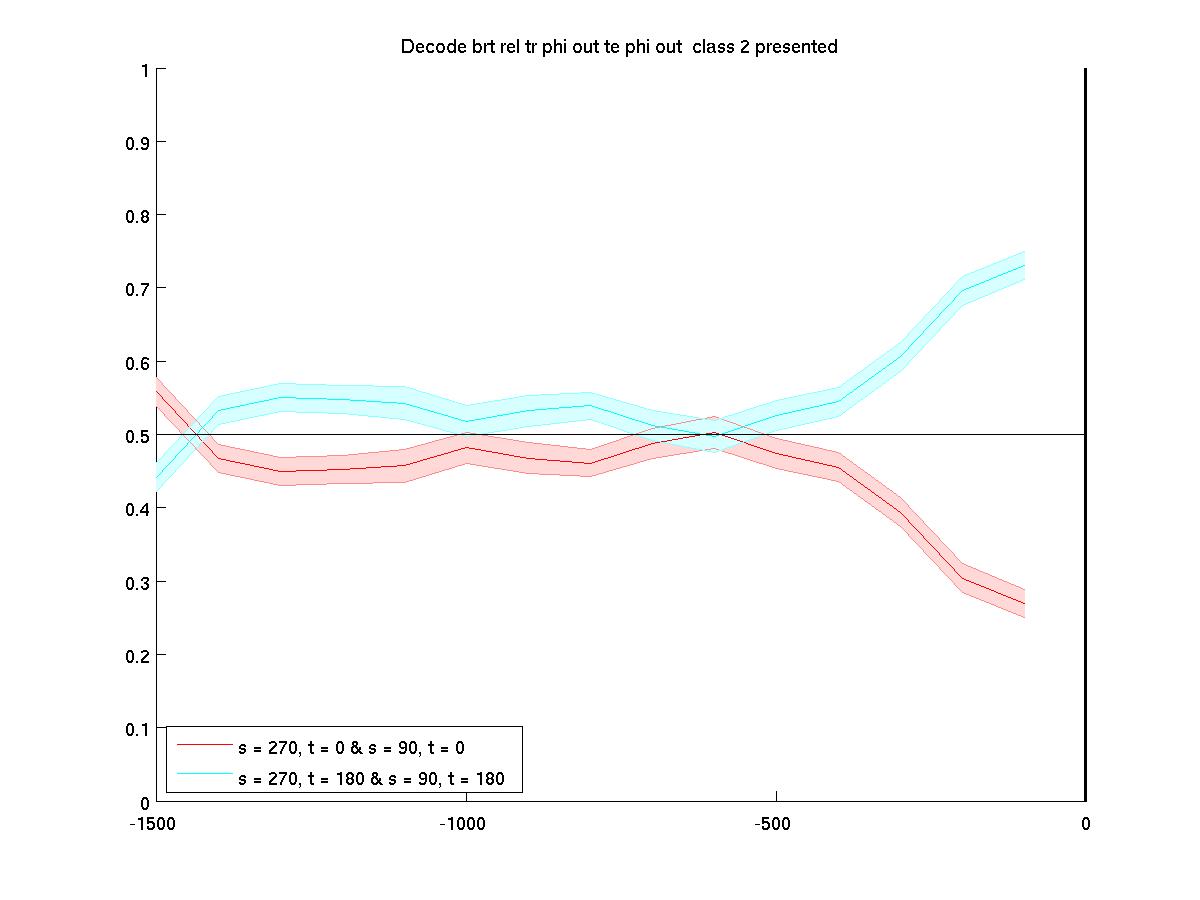 Decode brt rel tr phi out te phi out  class 2 presented
1
0.9
0.8
0.7
0.6
0.5
0.4
0.3
0.2
0.1
0
s = 270, t = 0 & s = 90, t = 0
s = 270, t = 180 & s = 90, t = 180
-1500 -1000 -500 0